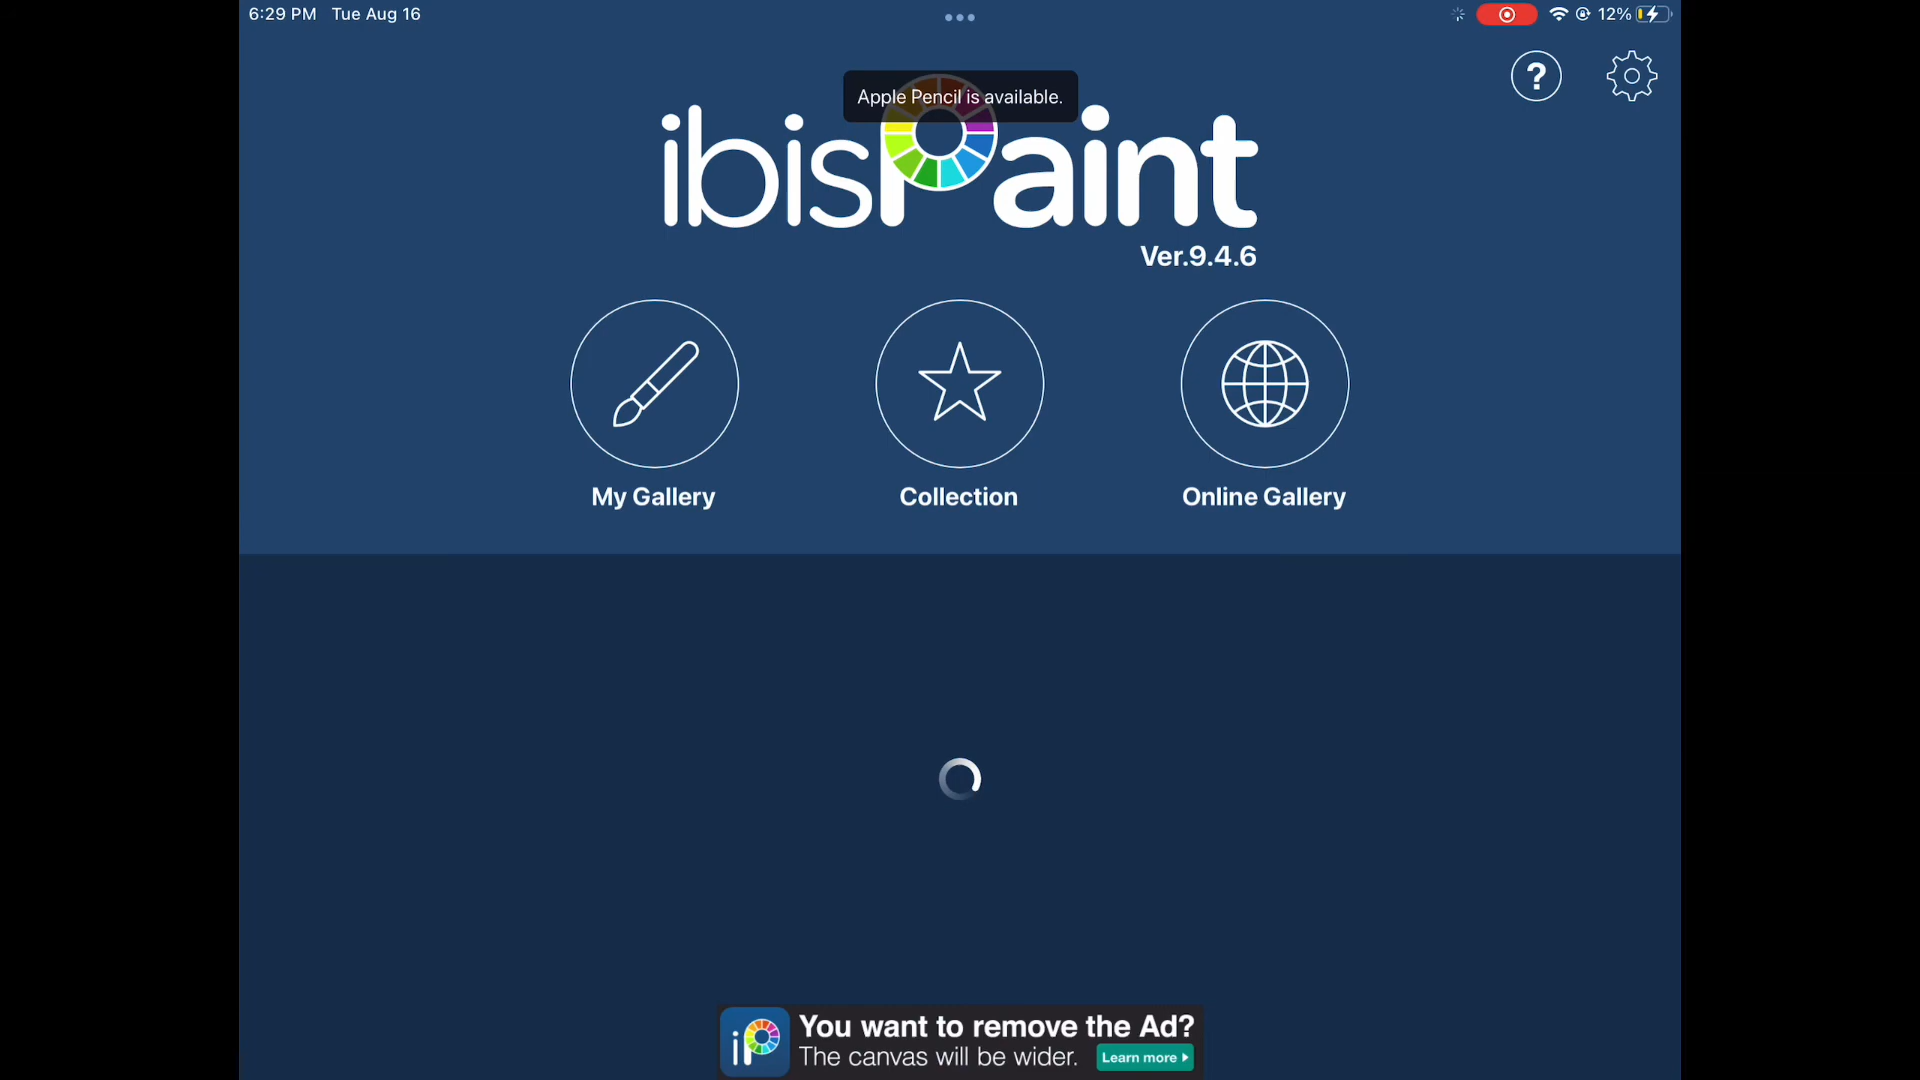 6:29 PM Tue Aug 16
12%
?
Apple Pencil is available.
ibisPaint
Ver.9.4.6
My Gallery
Collection
Online Gallery
iP
You want to remove the Ad?
The canvas will be wider.
Learn more